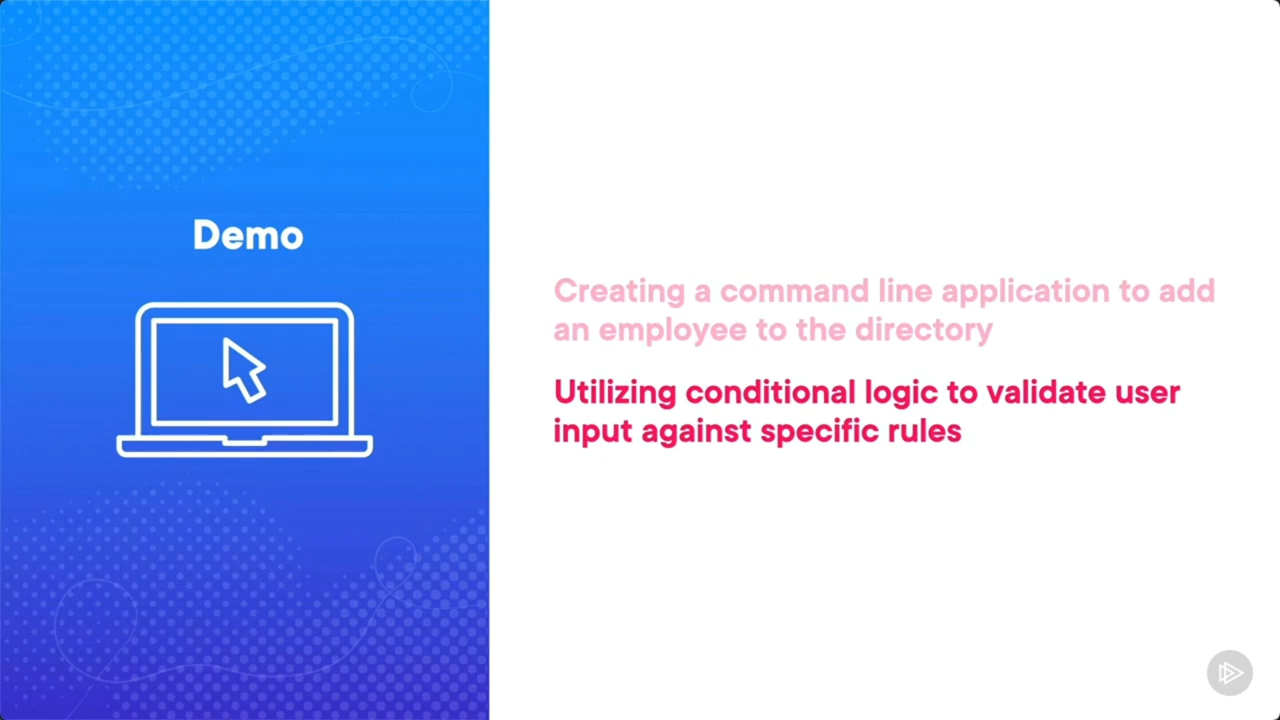 Demo
Creating a command line application to add
an employee to the directory
Utilizing conditional logic to validate user
input against specific rules